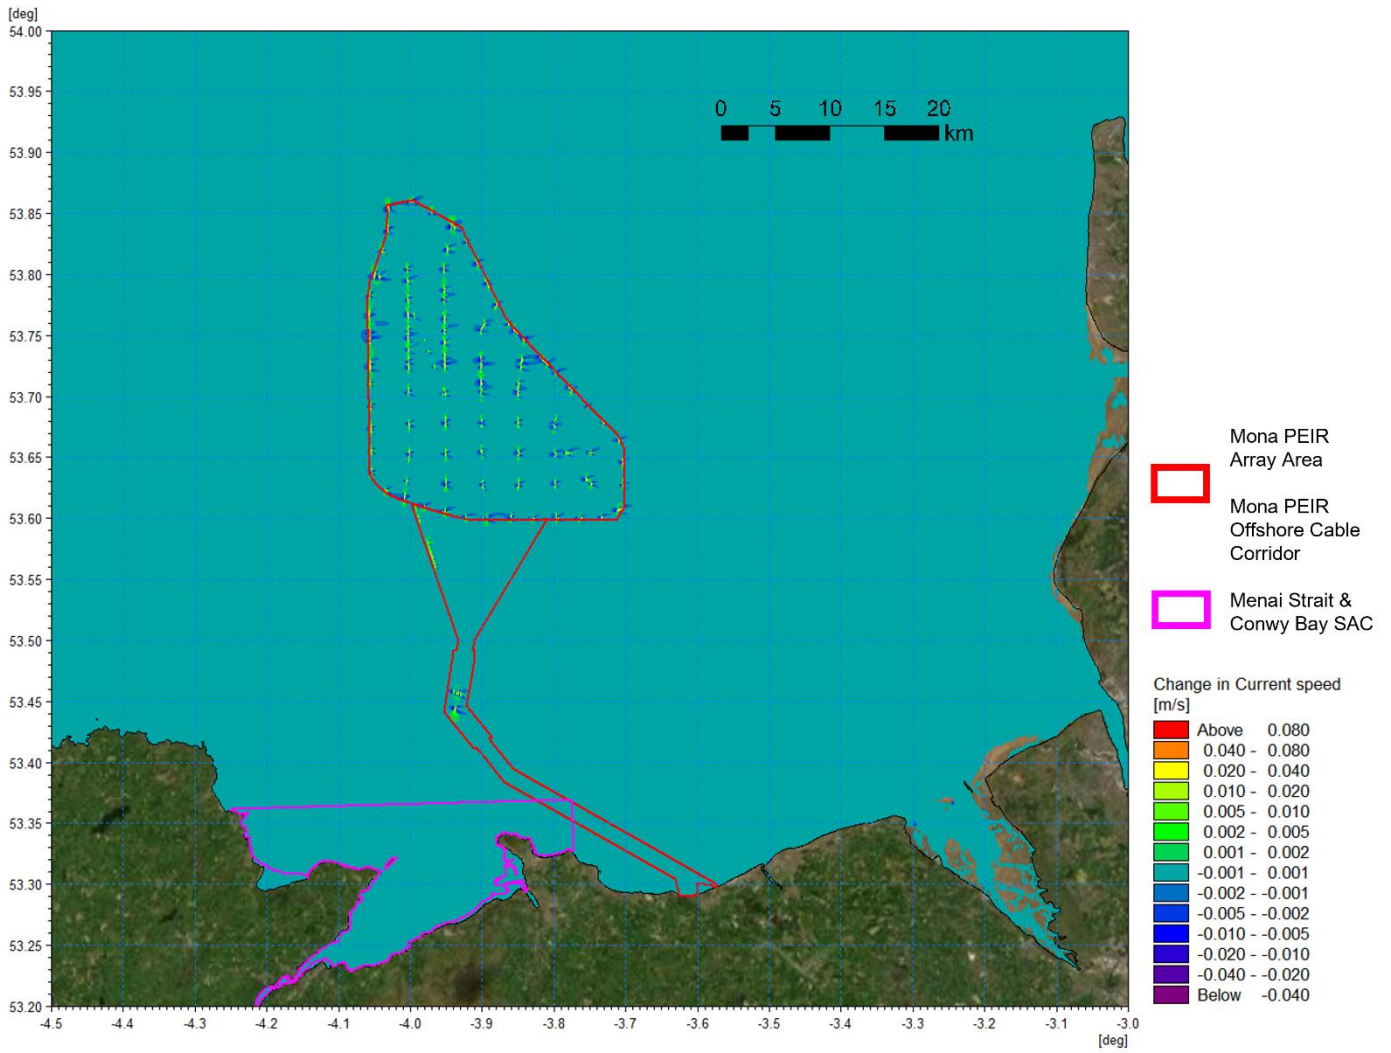 [deg]
54.00
53.95
53.90
53.85
53.80
53.75
53.70
53.65
53.60
53.55
53.50
53.45
53.40
53.35
53.30
53.25
53.20
0 5 10 15 20
km
-4.5 -4.4 -4.3 -4.2 -4.1 -4.0 -3.9 -3.8 -3.7 -3.6 -3.5 -3.4 -3.3 -3.2 -3.1 -3.0
[deg]
Mona PEIR
Array Area
Mona PEIR
Offshore Cable
Corridor
Menai Strait &
Conwy Bay SAC
Change in Current speed
[m/s]
Above 0.080
0.040 - 0.080
0.020 - 0.040
0.010 - 0.020
0.005 - 0.010
0.002 - 0.005
0.001 - 0.002
-0.001 - 0.001
-0.002 - -0.001
-0.005 - -0.002
-0.010 - -0.005
-0.020 - -0.010
-0.040 - -0.020
Below -0.040